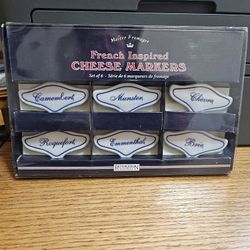 Maître Fromager
French Inspired
CHEESE MARKERS
Set of 6 - Série de 6 marqueurs de fromage
Camembert
Munster
Chèvre
Roquefort
Emmenthal
Brie